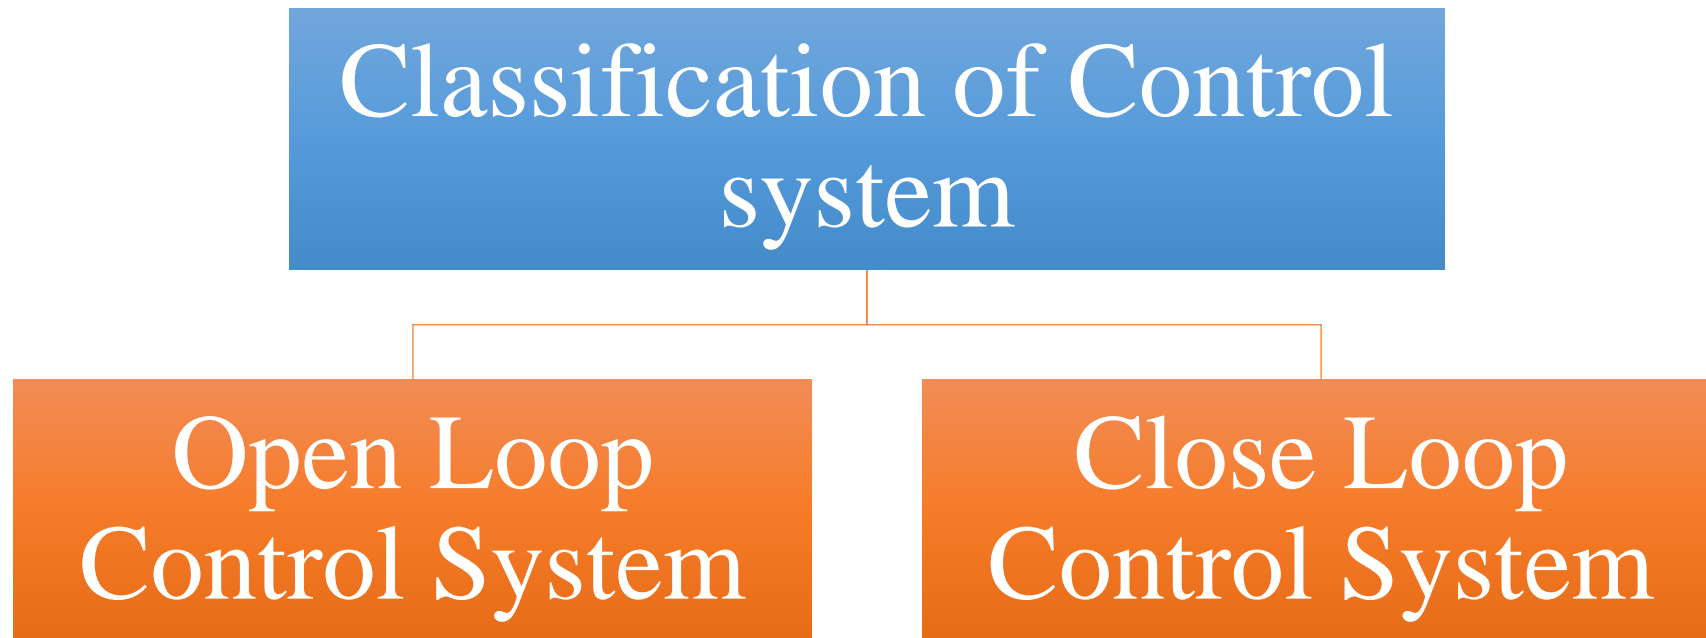 Classification of Control
system
Open Loop
Control System
Close Loop
Control System